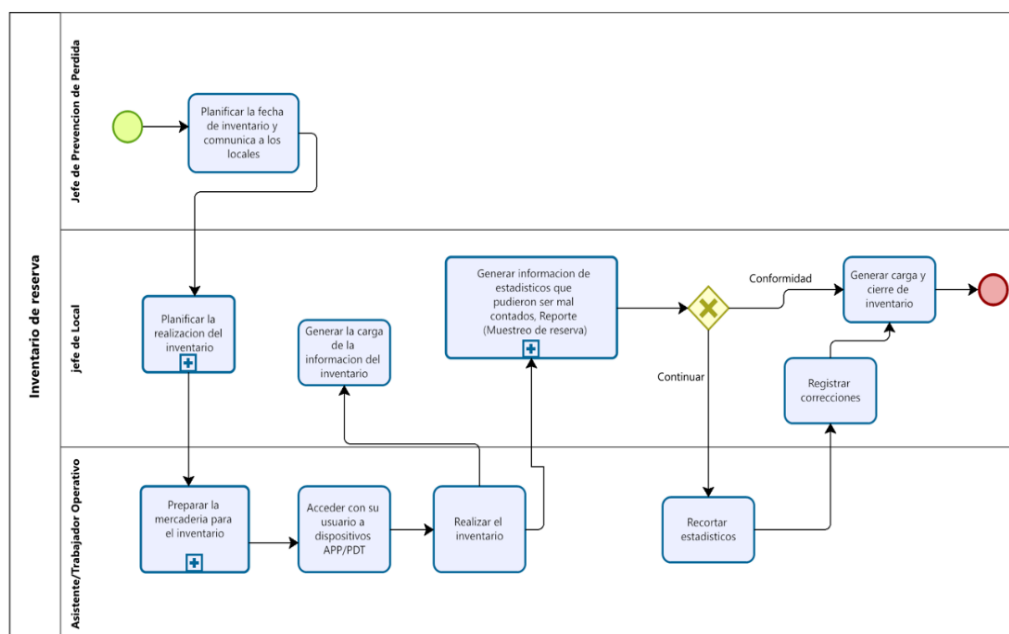 Inventario de reserva
Jefe de Prevencion de Perdida
Planificar la fecha
de inventario y
comnunica a los
locales
jefe de Local
Planificar la
realizacion del
inventario
Generar la carga
de la
informacion del
inventario
Generar informacion de
estadisticos que
pudieron ser mal
contados, Reporte
(Muestreo de reserva)
Conformidad
Continuar
Generar carga y
cierre de
inventario
Registrar
correcciones
Asistente/Trabajador Operativo
Preparar la
mercaderia para
el inventario
Acceder con su
usuario a
dispositivos
APP/PDT
Realizar el
inventario
Recortar
estadisticos